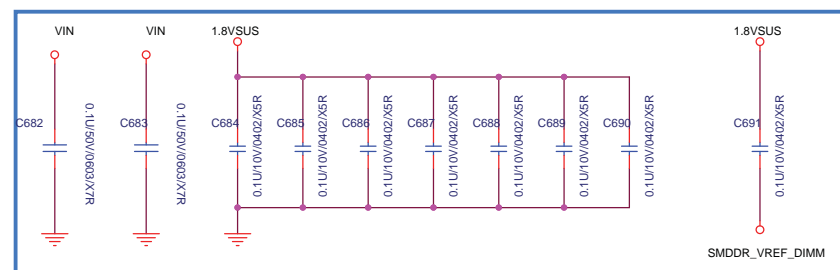 VIN
VIN
1.8VSUS
1.8VSUS
C682
0.1U/50V/0603/X7R
C683
0.1U/50V/0603/X7R
C684
0.1U/10V/0402/X5R
C685
0.1U/10V/0402/X5R
C686
0.1U/10V/0402/X5R
C687
0.1U/10V/0402/X5R
C688
0.1U/10V/0402/X5R
C689
0.1U/10V/0402/X5R
C690
0.1U/10V/0402/X5R
C691
0.1U/10V/0402/X5R
SMDDR_VREF_DIMM